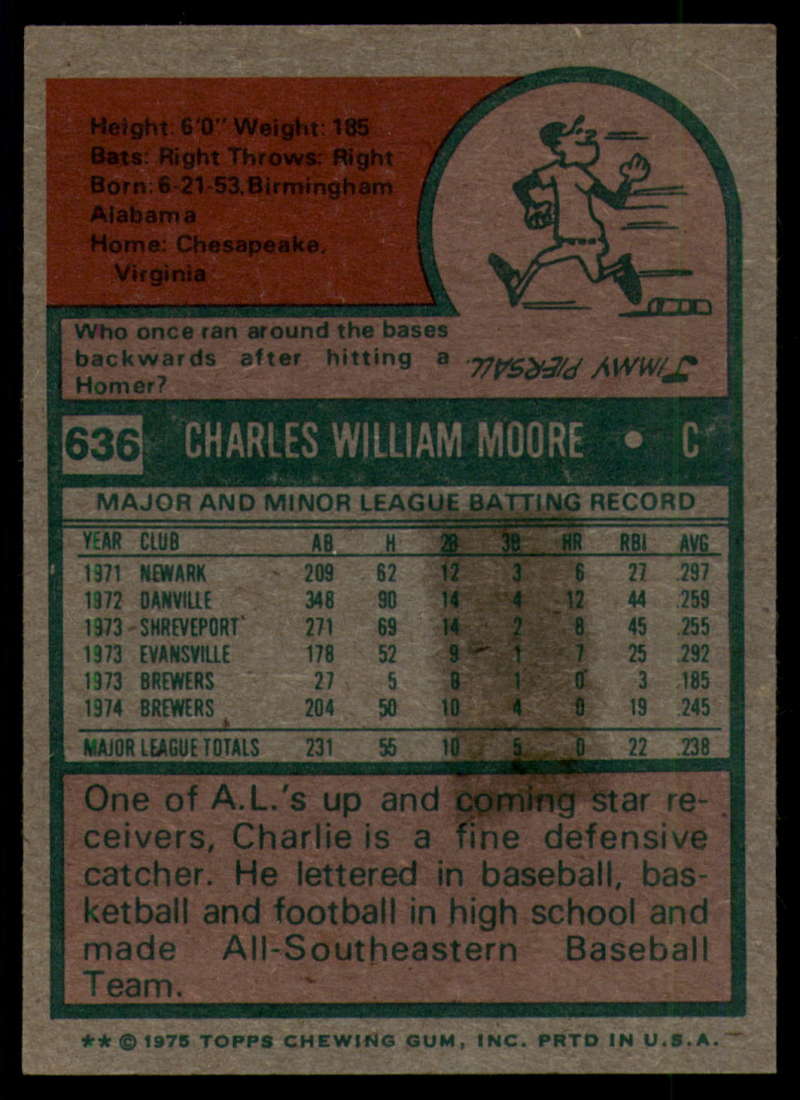 Height: 6'0" Weight: 185
Bats: Right Throws: Right
Born: 6-21-53, Birmingham
Alabama
Home: Chesapeake,
Virginia
Who once ran around the bases
backwards after hitting a
Homer?
JIMMY PIERSALL.
636 CHARLES WILLIAM MOORE • C
MAJOR AND MINOR LEAGUE BATTING RECORD
YEAR CLUB AB H 2B 3B HR RBI AVG
1971 NEWARK 209 62 12 3 6 27 .297
1972 DANVILLE 348 90 14 4 12 44 .259
1973 SHREVEPORT 271 69 14 2 8 45 .255
1973 EVANSVILLE 178 52 9 1 7 25 .292
1973 BREWERS 27 5 0 1 0 3 .185
1974 BREWERS 204 50 10 4 0 19 .245
MAJOR LEAGUE TOTALS 231 55 10 5 0 22 .238
One of A.L.'s up and coming star re-
ceivers, Charlie is a fine defensive
catcher. He lettered in baseball, bas-
ketball and football in high school and
made All-Southeastern Baseball
Team.
** © 1975 TOPPS CHEWING GUM, INC. PRTD IN U.S.A.